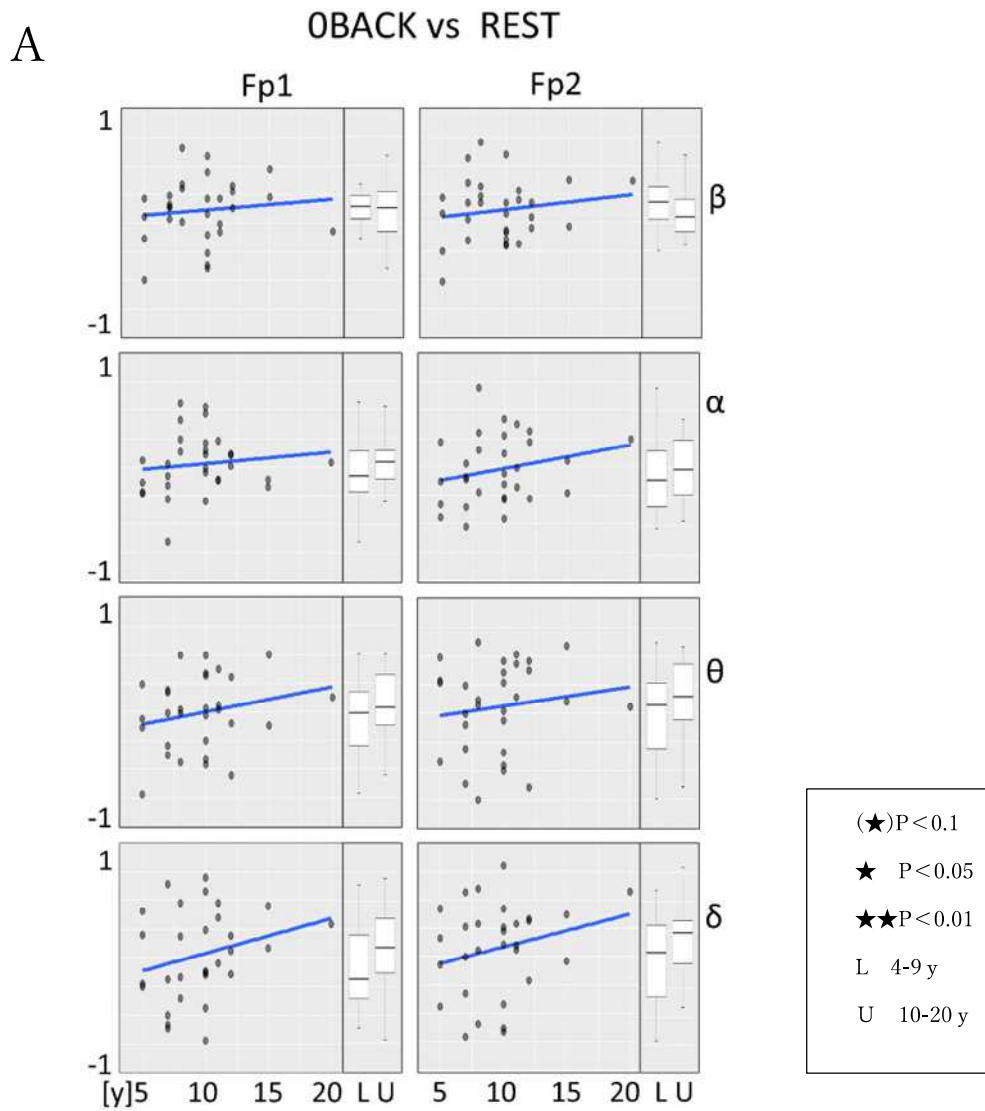 A
0BACK vs REST
Fp1 Fp2
1
-1
β
1
-1
α
1
-1
θ
1
-1
δ
[y]5 10 15 20 L U 5 10 15 20 L U
(★)P<0.1
★ P<0.05
★★P<0.01
L 4-9 y
U 10-20 y